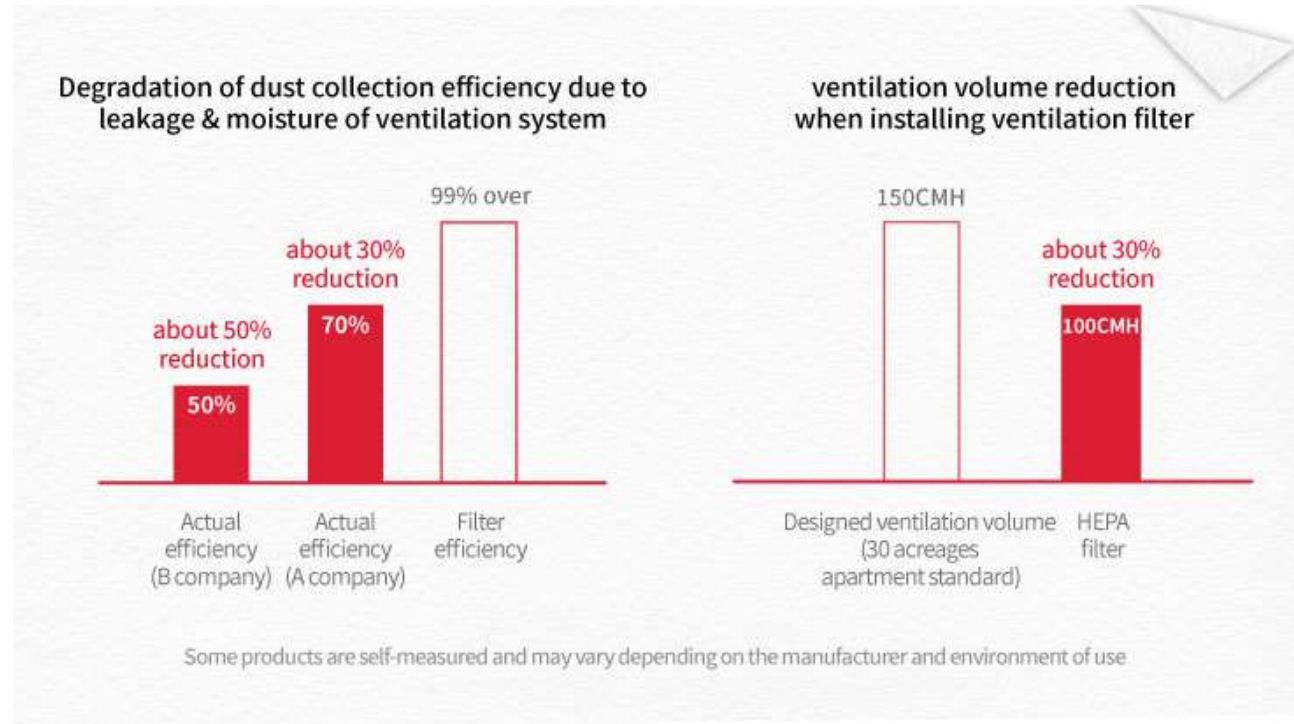 Degradation of dust collection efficiency due to
leakage & moisture of ventilation system
99% over
about 30%
reduction
70%
about 50%
reduction
50%
Actual
efficiency
(B company)
Actual
efficiency
(A company)
Filter
efficiency
ventilation volume reduction
when installing ventilation filter
150CMH
about 30%
reduction
100CMH
Designed ventilation volume
(30 acreages
apartment standard)
HEPA
filter
Some products are self-measured and may vary depending on the manufacturer and environment of use